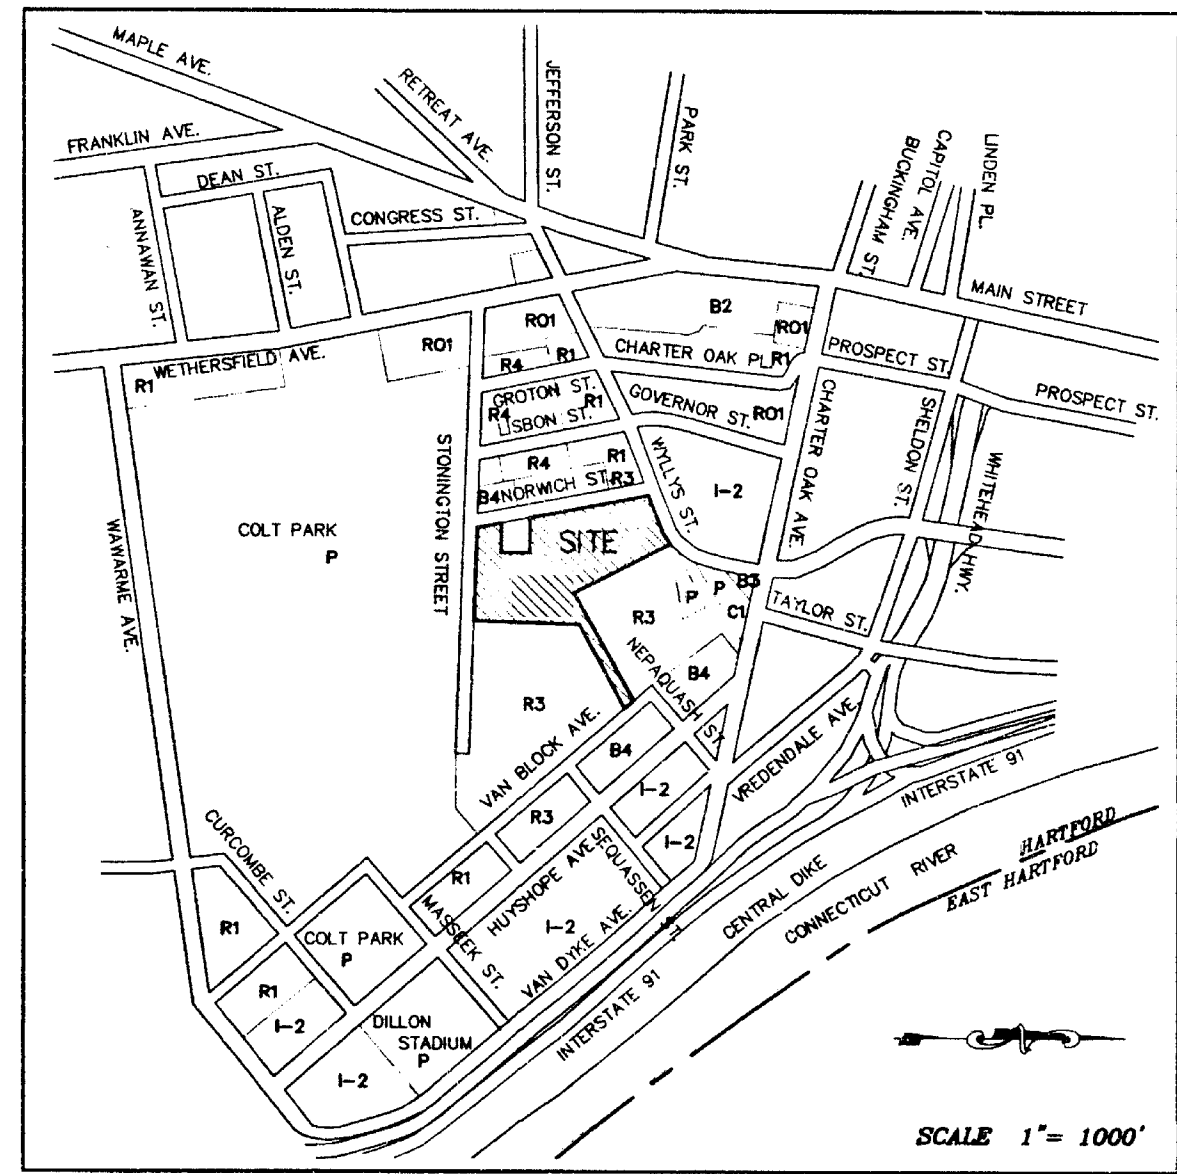 MAPLE AVE.
RETREAT AVE.
JEFFERSON ST.
PARK ST.
CAPITOL AVE.
BUCKINGHAM ST.
LINDEN PL.
FRANKLIN AVE.
DEAN ST.
ANNAWAN ST.
ALDEN ST.
CONGRESS ST.
MAIN STREET
B2
RO1
RO1
RO1
R1
WETHERSFIELD AVE.
R1
R4
R1
CHARTER OAK PL.
R1
PROSPECT ST.
PROSPECT ST.
GROTON ST.
R4
R1
SBON ST.
GOVERNOR ST.
RO1
CHARTER OAK AVE.
SHELDON ST.
WHITEHEAD HWY.
STONINGTON STREET
R4
R1
B4
NORWICH ST.
R3
WYLLYS ST.
I-2
COLT PARK
P
WAWARME AVE.
SITE
P
P
B3
C1
TAYLOR ST.
R3
NEPAQUASH ST.
B4
R3
VAN BLOCK AVE.
B4
I-2
VREDENDALE AVE.
INTERSTATE 91
R3
I-2
SEQUASSEN ST.
HUYSHOPE AVE.
CURCOMBE ST.
R1
MASSEEK ST.
I-2
VAN DYKE AVE.
CENTRAL DIKE
CONNECTICUT RIVER
HARTFORD
EAST HARTFORD
R1
COLT PARK
P
R1
I-2
DILLON
STADIUM
P
I-2
INTERSTATE 91
SCALE 1"= 1000'